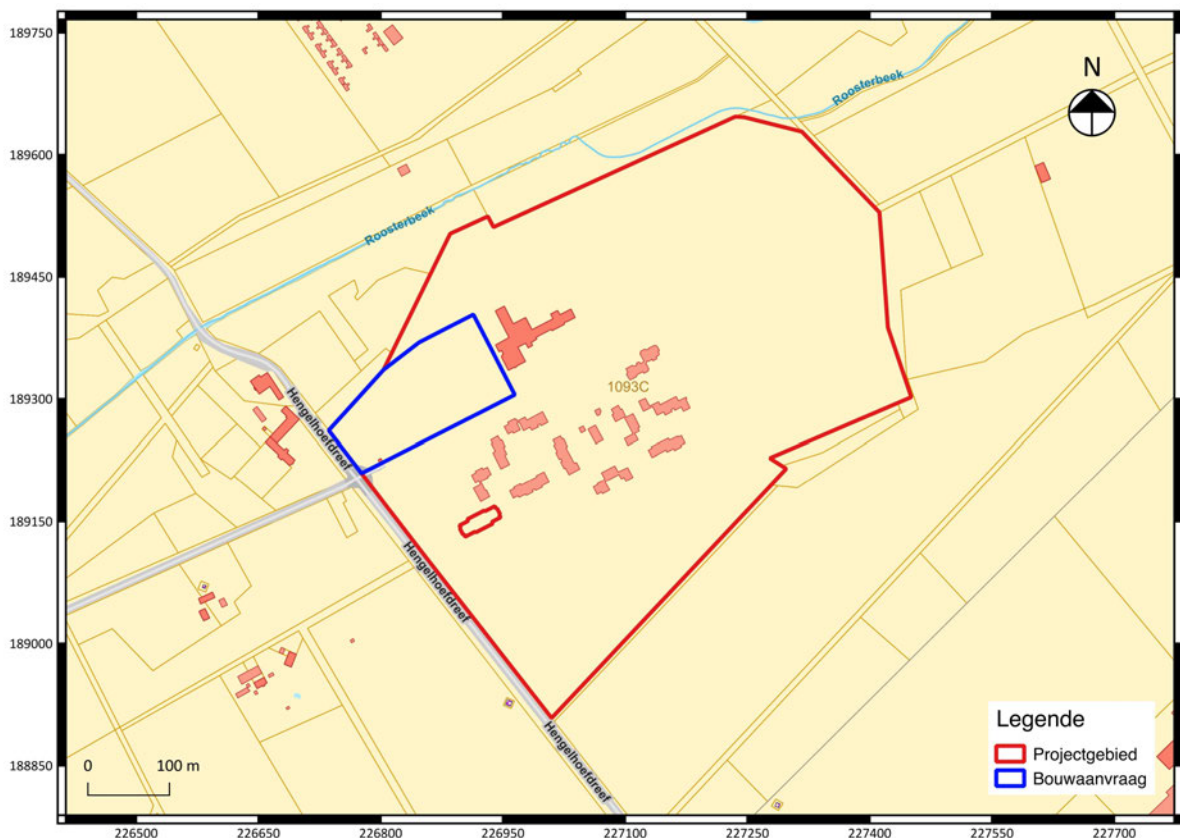 189750
189600
189450
189300
189150
189000
188850
N
Roosterbeek
Roosterbeek
1093C
Hengelhoefdreef
Hengelhoefdreef
Hengelhoefdreef
0 100 m
Legende
Projectgebied
Bouwaanvraag
226500 226650 226800 226950 227100 227250 227400 227550 227700